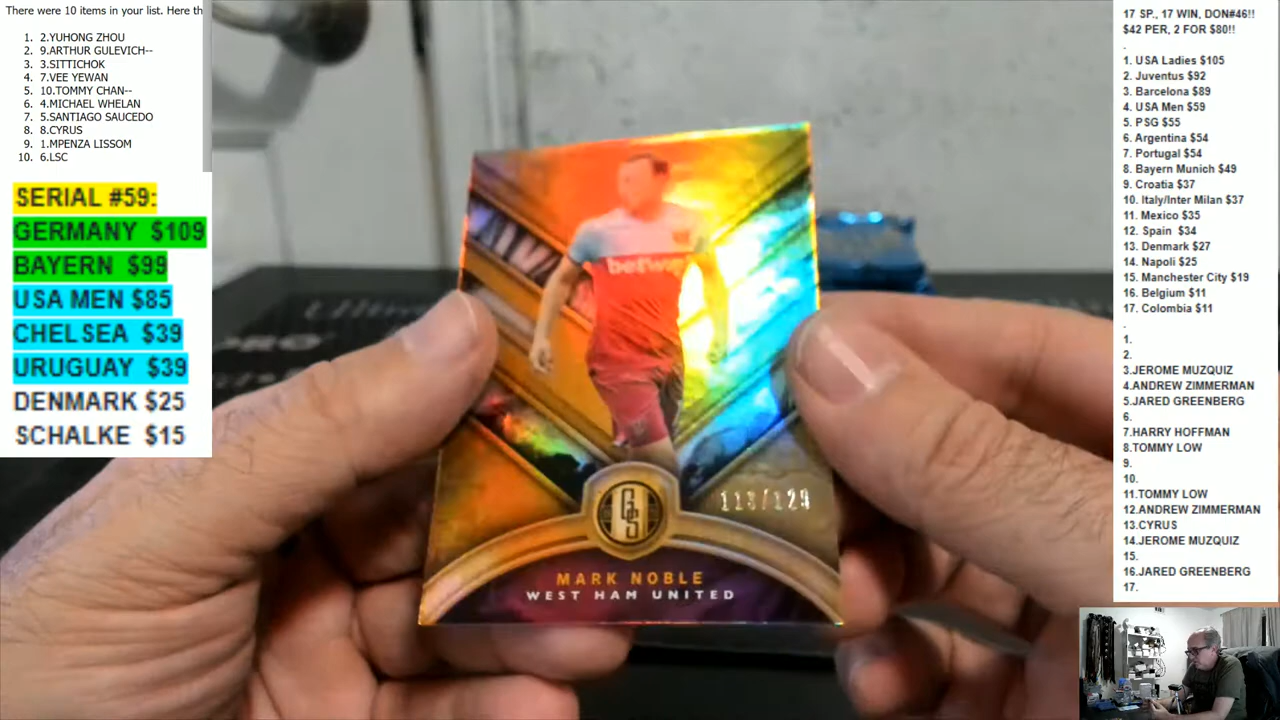 There were 10 items in your list. Here th
1. 2.YUHONG ZHOU
2. 9.ARTHUR GULEVICH--
3. 3.SITTICHOK
4. 7.VEE YEWAN
5. 10.TOMMY CHAN--
6. 4.MICHAEL WHELAN
7. 5.SANTIAGO SAUCEDO
8. 8.CYRUS
9. 1.MPENZA LISSOM
10. 6.LSC
SERIAL #59:
GERMANY $109
BAYERN $99
USA MEN $85
CHELSEA $39
URUGUAY $39
DENMARK $25
SCHALKE $15
GS
113/129
MARK NOBLE
WEST HAM UNITED
17 SP., 17 WIN, DON#46!!
$42 PER, 2 FOR $80!!
.
1. USA Ladies $105
2. Juventus $92
3. Barcelona $89
4. USA Men $59
5. PSG $55
6. Argentina $54
7. Portugal $54
8. Bayern Munich $49
9. Croatia $37
10. Italy/Inter Milan $37
11. Mexico $35
12. Spain $34
13. Denmark $27
14. Napoli $25
15. Manchester City $19
16. Belgium $11
17. Colombia $11
.
1.
2.
3.JEROME MUZQUIZ
4.ANDREW ZIMMERMAN
5.JARED GREENBERG
6.
7.HARRY HOFFMAN
8.TOMMY LOW
9.
10.
11.TOMMY LOW
12.ANDREW ZIMMERMAN
13.CYRUS
14.JEROME MUZQUIZ
15.
16.JARED GREENBERG
17.